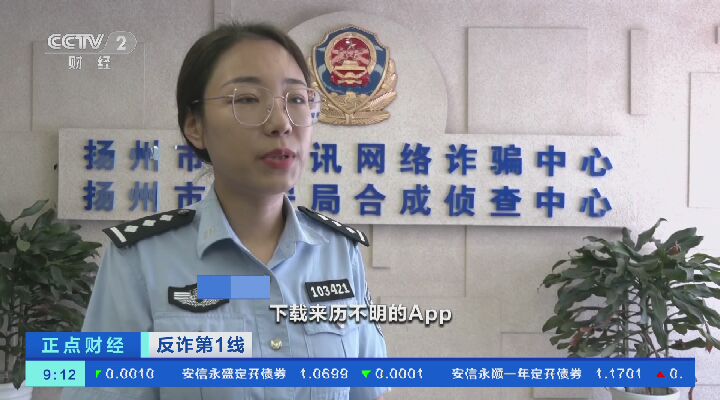 CCTV 2
财经
扬州市 讯网络诈骗中心
扬州市 局合成侦查中心
103421
下载来历不明的App
正点财经 反诈第1线
9:12 0.0010 安信永盛定开债券 1.0699 0.0001 安信永顺一年定开债券 1.1701 0.